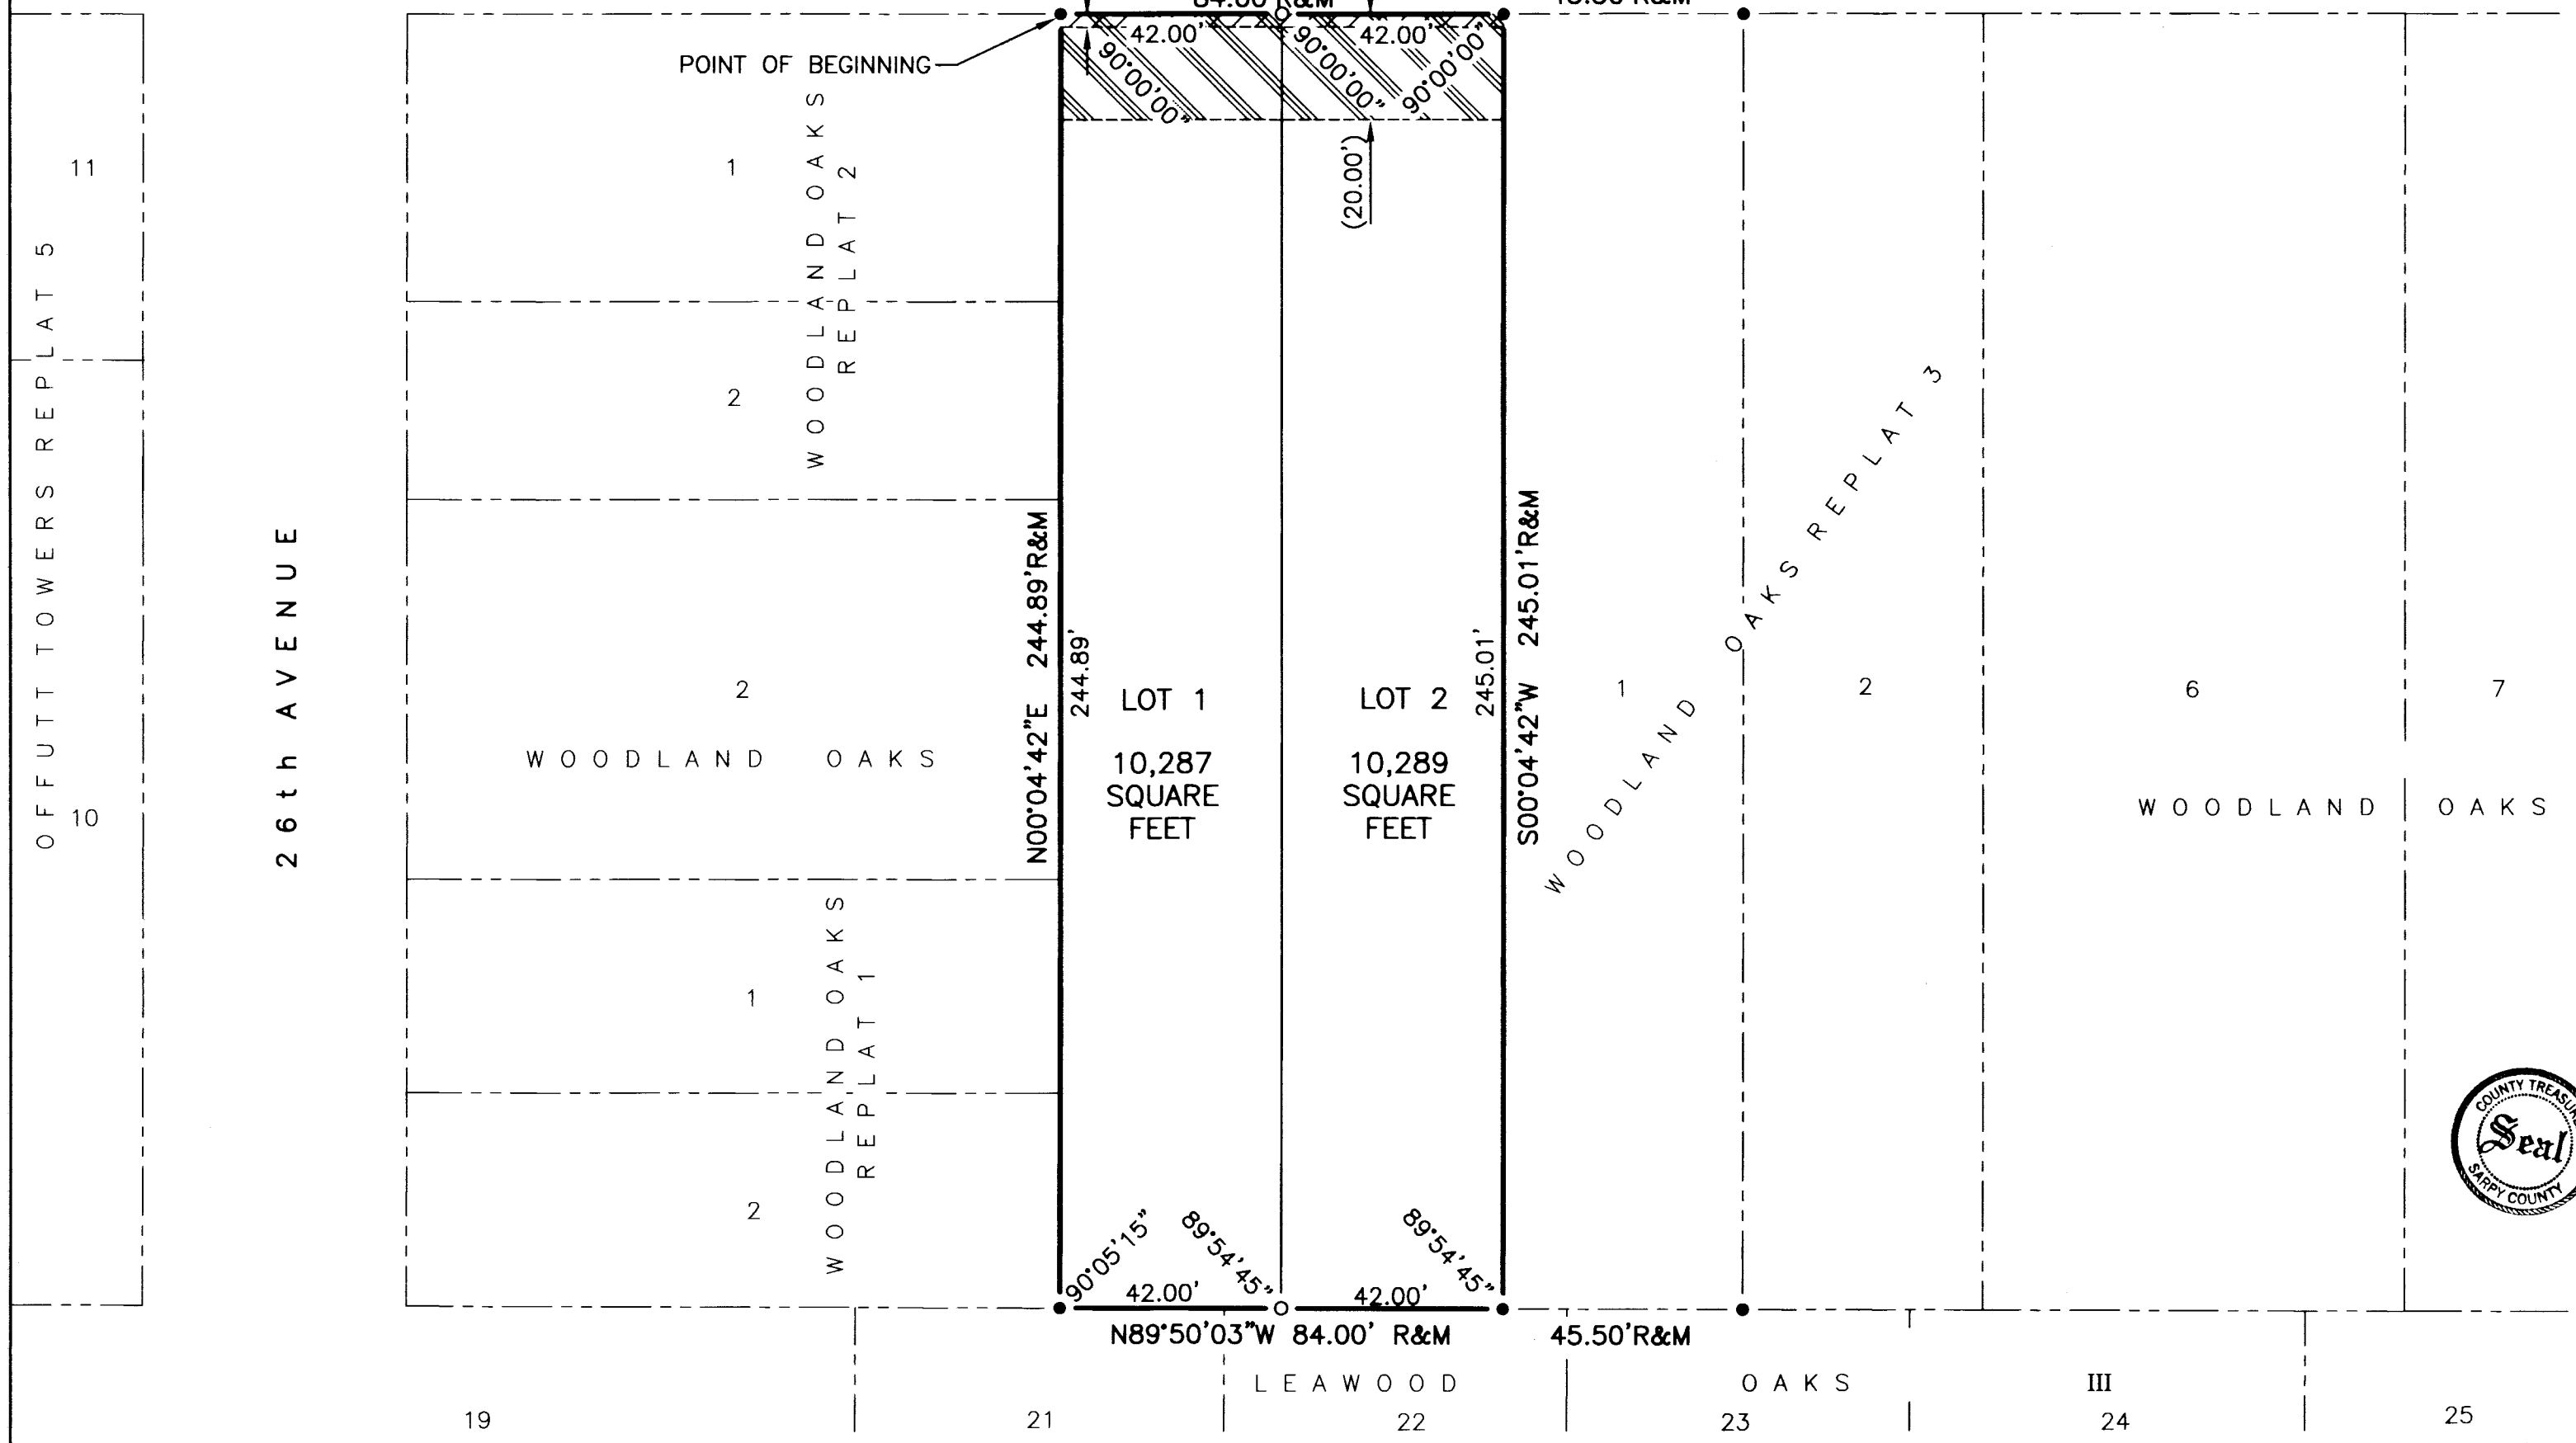 42.00'
42.00'
90°00'00"
90°00'00"
90°00'00"
POINT OF BEGINNING
(20.00')
11
OFFUTT TOWERS REPLAT 5
10
26th AVENUE
1
WOODLAND OAKS
REPLAT 2
2
2
WOODLAND OAKS
1
WOODLAND OAKS
REPLAT 1
2
N00°04'42"E 244.89'R&M
244.89'
LOT 1
10,287
SQUARE
FEET
LOT 2
10,289
SQUARE
FEET
245.01'
S00°04'42"W 245.01'R&M
1
WOODLAND OAKS REPLAT 3
2
6
7
WOODLAND OAKS
COUNTY
Seal
SARPY COUNTY
90°05'15"
89°54'45"
89°54'45"
42.00'
42.00'
N89°50'03"W 84.00' R&M
45.50'R&M
LEAWOOD OAKS III
19
21
22
23
24
25